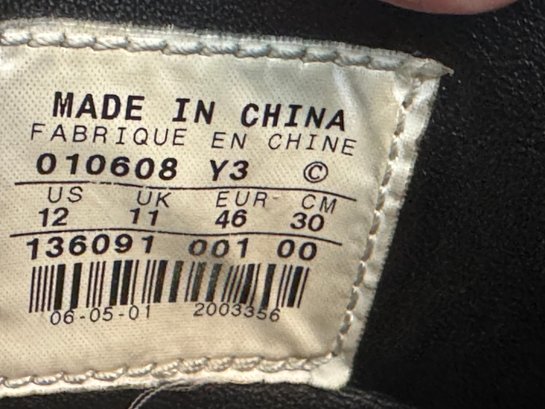 MADE IN CHINA
FABRIQUE EN CHINE
010608 Y3 ©
US UK EUR CM
12 11 46 30
136091 001 00
06-05-01 2003356